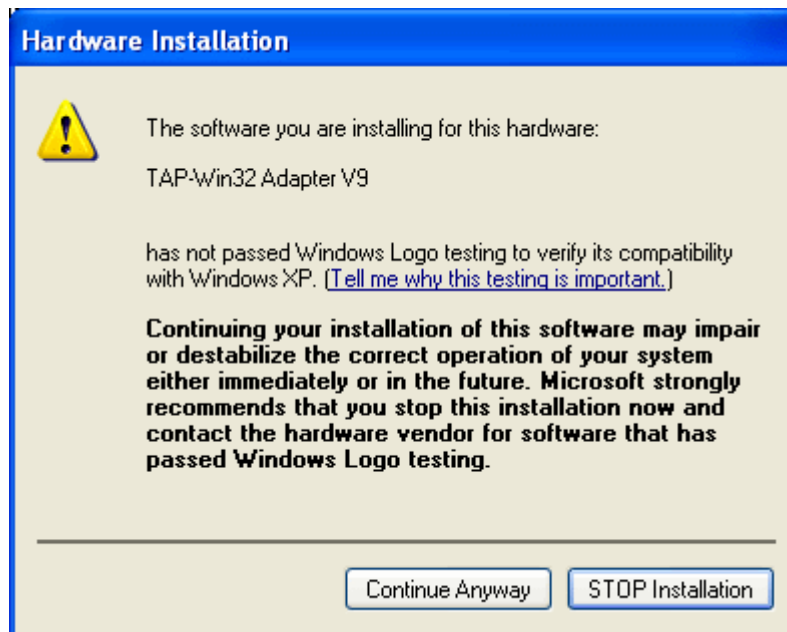 Hardware Installation
The software you are installing for this hardware:
TAP-Win32 Adapter V9
has not passed Windows Logo testing to verify its compatibility
with Windows XP. (Tell me why this testing is important.)
Continuing your installation of this software may impair
or destabilize the correct operation of your system
either immediately or in the future. Microsoft strongly
recommends that you stop this installation now and
contact the hardware vendor for software that has
passed Windows Logo testing.
Continue Anyway
STOP Installation